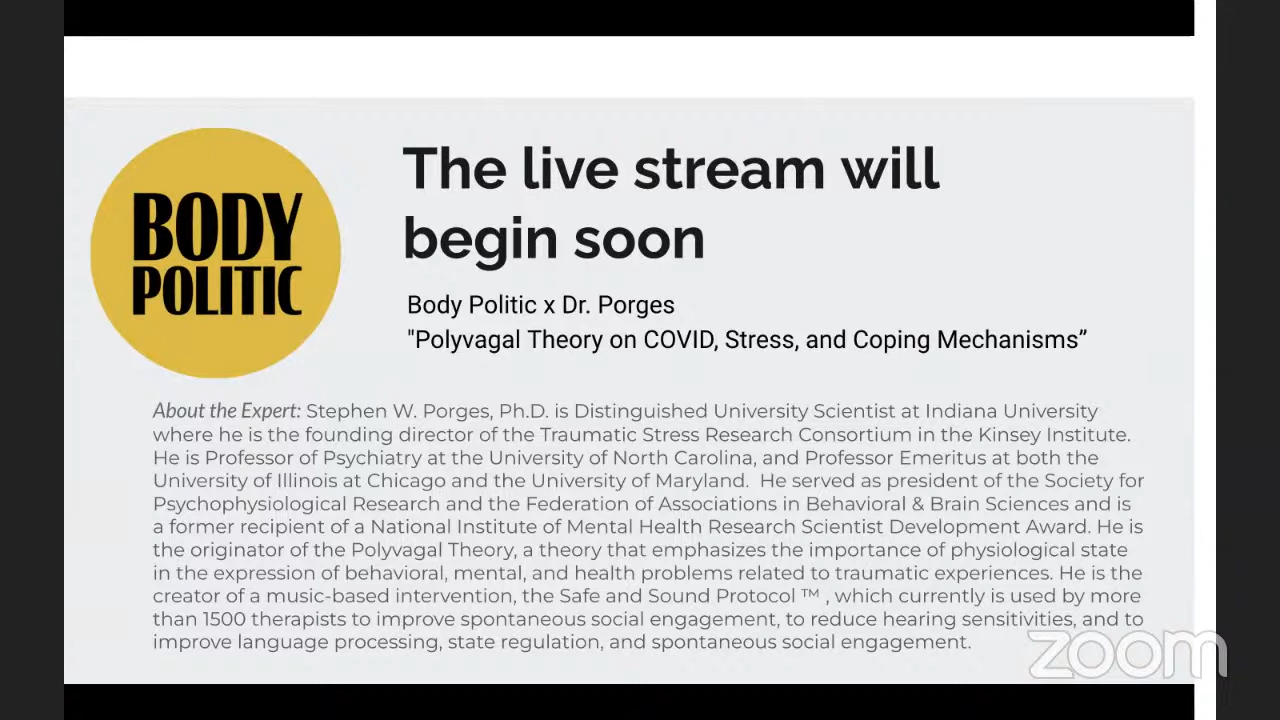 BODY
POLITIC
The live stream will
begin soon
Body Politic x Dr. Porges
"Polyvagal Theory on COVID, Stress, and Coping Mechanisms”
About the Expert: Stephen W. Porges, Ph.D. is Distinguished University Scientist at Indiana University
where he is the founding director of the Traumatic Stress Research Consortium in the Kinsey Institute.
He is Professor of Psychiatry at the University of North Carolina, and Professor Emeritus at both the
University of Illinois at Chicago and the University of Maryland.  He served as president of the Society for
Psychophysiological Research and the Federation of Associations in Behavioral & Brain Sciences and is
a former recipient of a National Institute of Mental Health Research Scientist Development Award. He is
the originator of the Polyvagal Theory, a theory that emphasizes the importance of physiological state
in the expression of behavioral, mental, and health problems related to traumatic experiences. He is the
creator of a music-based intervention, the Safe and Sound Protocol ™ , which currently is used by more
than 1500 therapists to improve spontaneous social engagement, to reduce hearing sensitivities, and to
improve language processing, state regulation, and spontaneous social engagement.
zoom